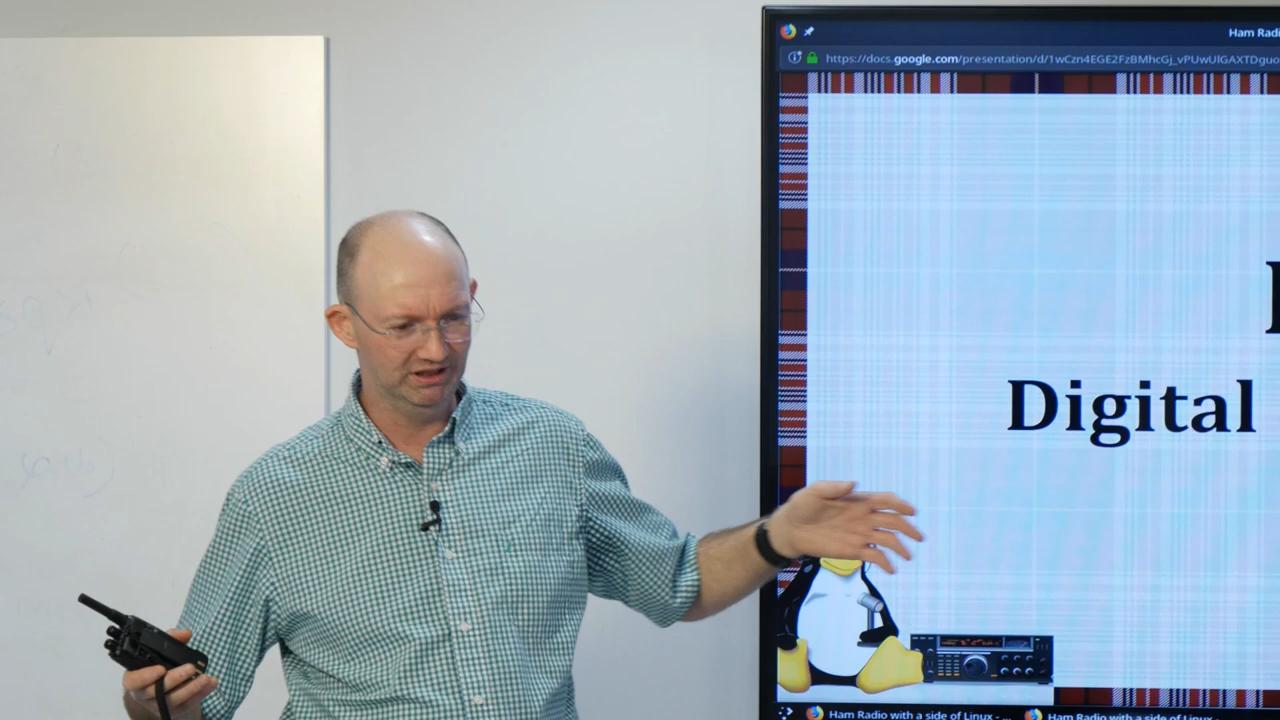 Ham Radi
https://docs.google.com/presentation/d/1wCzn4EGE2FzBMhcGj_vPUwUlGAXTDguo
Digital
Ham Radio with a side of Linux - ...
Ham Radio with a side of Linux